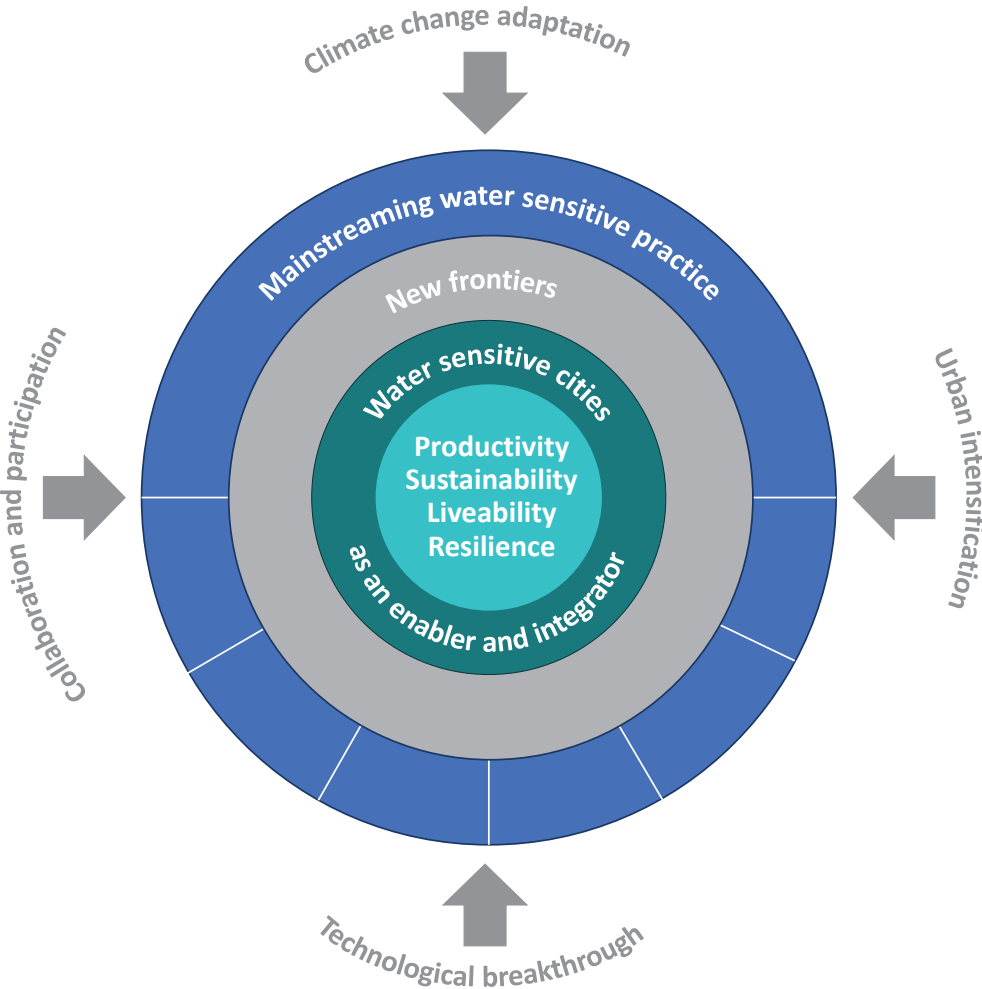 Climate change adaptation
Mainstreaming water sensitive practice
New frontiers
Water sensitive cities
Productivity
Sustainability
Liveability
Resilience
as an enabler and integrator
Collaboration and participation
Urban intensification
Technological breakthrough